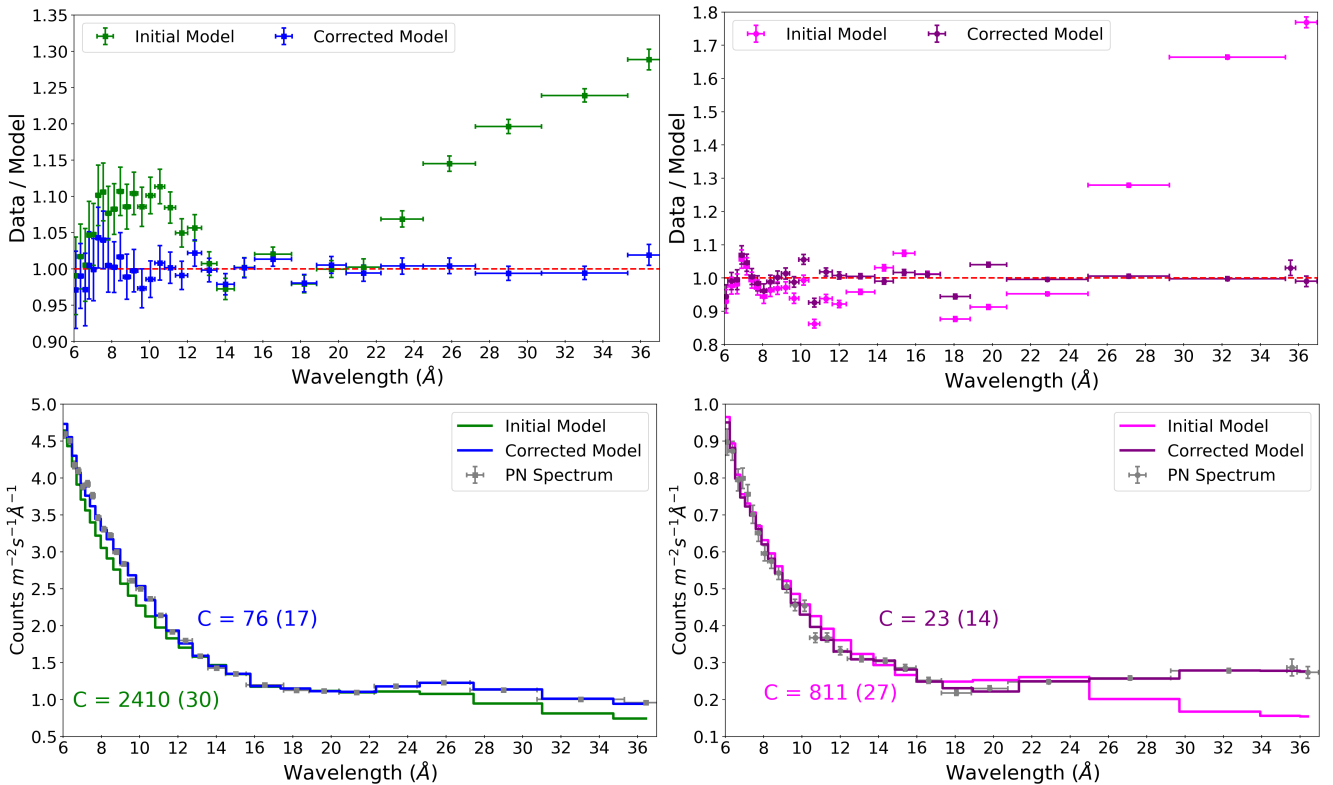 1.35
1.30
1.25
1.20
1.15
1.10
1.05
1.00
0.95
0.90
Data / Model
Initial Model Corrected Model
6 8 10 12 14 16 18 20 22 24 26 28 30 32 34 36
Wavelength (Å)
1.8
1.7
1.6
1.5
1.4
1.3
1.2
1.1
1.0
0.9
0.8
Data / Model
Initial Model Corrected Model
6 8 10 12 14 16 18 20 22 24 26 28 30 32 34 36
Wavelength (Å)
5.0
4.5
4.0
3.5
3.0
2.5
2.0
1.5
1.0
0.5
Counts m⁻²s⁻¹Å⁻¹
Initial Model
Corrected Model
PN Spectrum
C = 76 (17)
C = 2410 (30)
6 8 10 12 14 16 18 20 22 24 26 28 30 32 34 36
Wavelength (Å)
1.0
0.9
0.8
0.7
0.6
0.5
0.4
0.3
0.2
0.1
Counts m⁻²s⁻¹Å⁻¹
Initial Model
Corrected Model
PN Spectrum
C = 23 (14)
C = 811 (27)
6 8 10 12 14 16 18 20 22 24 26 28 30 32 34 36
Wavelength (Å)